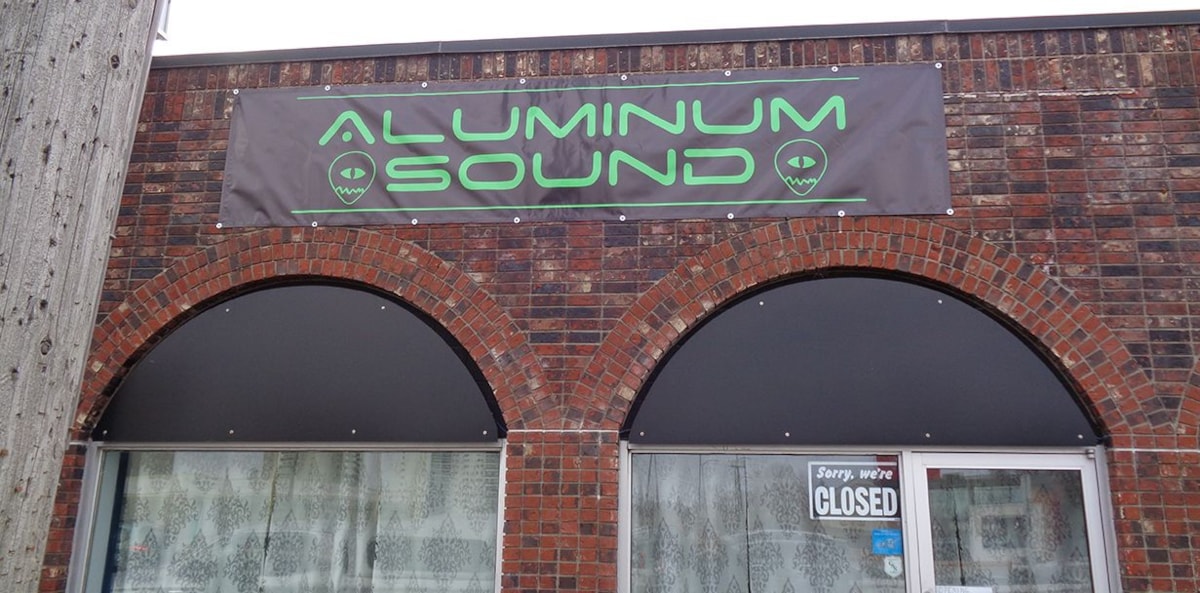 ALUMINUM
SOUND
Sorry, we're
CLOSED